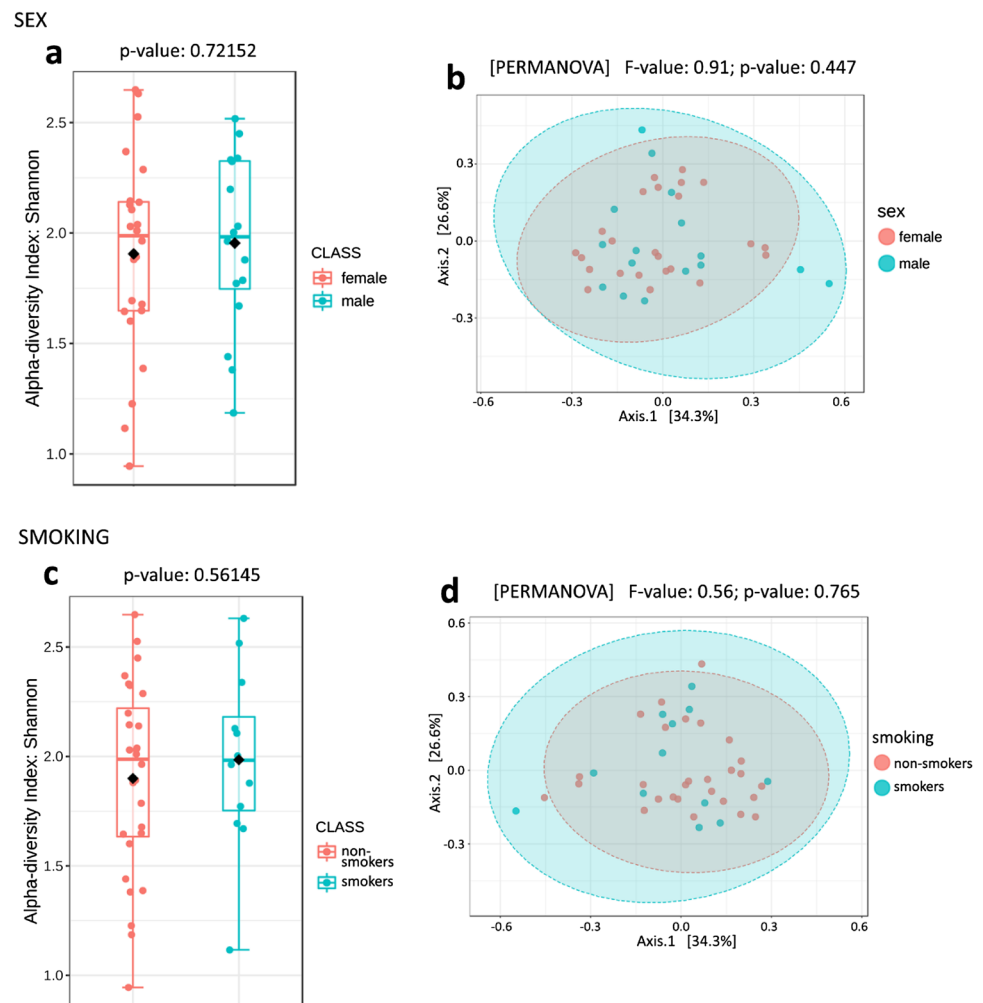 SEX
a
p-value: 0.72152
Alpha-diversity Index: Shannon
2.5
2.0
1.5
1.0
CLASS
female
male
b
[PERMANOVA] F-value: 0.91; p-value: 0.447
Axis.2 [26.6%]
0.3
0.0
-0.3
-0.6 -0.3 0.0 0.3 0.6
Axis.1 [34.3%]
sex
female
male
SMOKING
c
p-value: 0.56145
Alpha-diversity Index: Shannon
2.5
2.0
1.5
1.0
CLASS
non-
smokers
smokers
d
[PERMANOVA] F-value: 0.56; p-value: 0.765
Axis.2 [26.6%]
0.6
0.3
0.0
-0.3
-0.6 -0.3 0.0 0.3 0.6
Axis.1 [34.3%]
smoking
non-smokers
smokers